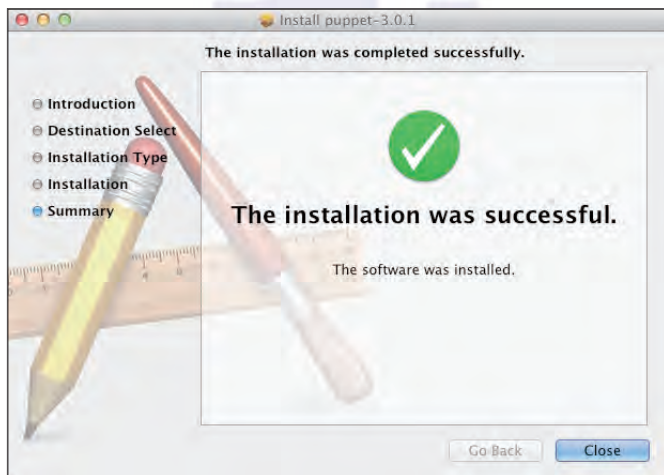 Install puppet-3.0.1
The installation was completed successfully.
Introduction
Destination Select
Installation Type
Installation
Summary
The installation was successful.
The software was installed.
Go Back
Close